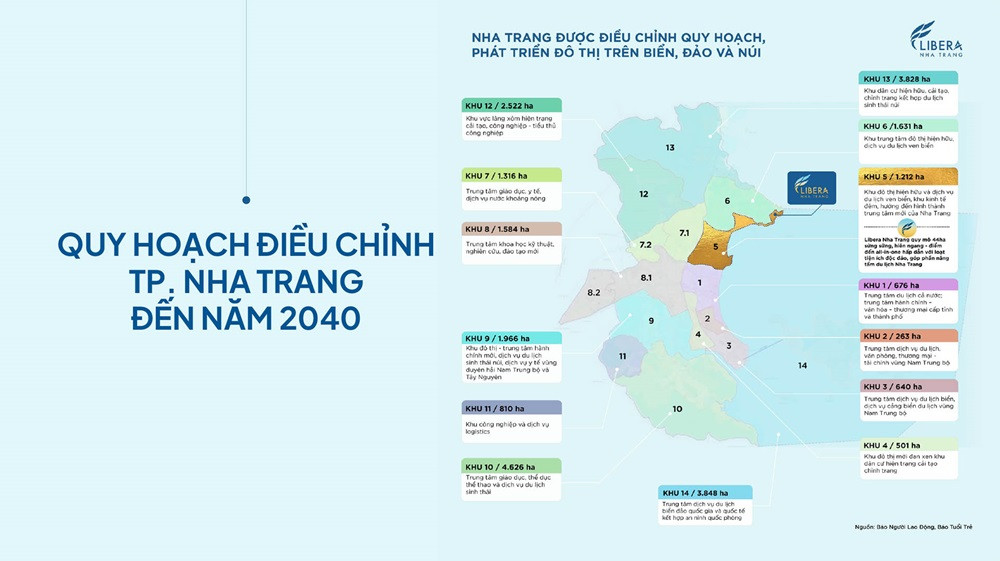 QUY HOẠCH ĐIỀU CHỈNH
TP. NHA TRANG
ĐẾN NĂM 2040
NHA TRANG ĐƯỢC ĐIỀU CHỈNH QUY HOẠCH,
PHÁT TRIỂN ĐÔ THỊ TRÊN BIỂN, ĐẢO VÀ NÚI
LIBERA
NHA TRANG
KHU 12 / 2.522 ha
Khu vực làng xóm hiện trạng
cải tạo, công nghiệp - tiểu thủ
công nghiệp
KHU 7 / 1.316 ha
Trung tâm giáo dục, y tế,
dịch vụ nước khoáng nóng
KHU 8 / 1.584 ha
Trung tâm khoa học kỹ thuật,
nghiên cứu, đào tạo mới
KHU 9 / 1.966 ha
Khu đô thị - trung tâm hành
chính mới, dịch vụ du lịch
sinh thái núi, dịch vụ y tế vùng
duyên hải Nam Trung bộ và
Tây Nguyên
KHU 11 / 810 ha
Khu công nghiệp và dịch vụ
logistics
KHU 10 / 4.626 ha
Trung tâm giáo dục, thể dục
thể thao và dịch vụ du lịch
sinh thái
13
12
6
7.1
7.2
5
8.1
8.2
1
2
9
4
3
11
14
10
LIBERA
NHA TRANG
KHU 14 / 3.848 ha
Trung tâm dịch vụ du lịch
biển đảo quốc gia và quốc tế
kết hợp an ninh quốc phòng
KHU 13 / 3.828 ha
Khu dân cư hiện hữu, cải tạo,
chỉnh trang kết hợp du lịch
sinh thái núi
KHU 6 /1.631 ha
Khu trung tâm đô thị hiện hữu,
dịch vụ du lịch ven biển
KHU 5 / 1.212 ha
Khu đô thị hiện hữu và dịch vụ
du lịch ven biển, khu kinh tế
đêm, hướng đến hình thành
trung tâm mới của Nha Trang
Libera Nha Trang quy mô 44ha
sừng sững, hiên ngang - điểm
đến all-in-one hấp dẫn với loạt
tiện ích độc đáo, góp phần nâng
tầm du lịch Nha Trang
KHU 1 / 676 ha
Trung tâm du lịch cả nước;
trung tâm hành chính -
văn hóa - thương mại cấp tỉnh
và thành phố
KHU 2 / 263 ha
Trung tâm dịch vụ du lịch,
văn phòng, thương mại -
tài chính vùng Nam Trung bộ
KHU 3 / 640 ha
Trung tâm dịch vụ du lịch biển,
dịch vụ cảng biển du lịch vùng
Nam Trung bộ
KHU 4 / 501 ha
Khu đô thị mới đan xen khu
dân cư hiện trạng cải tạo
chỉnh trang
Nguồn: Báo Người Lao Động, Báo Tuổi Trẻ